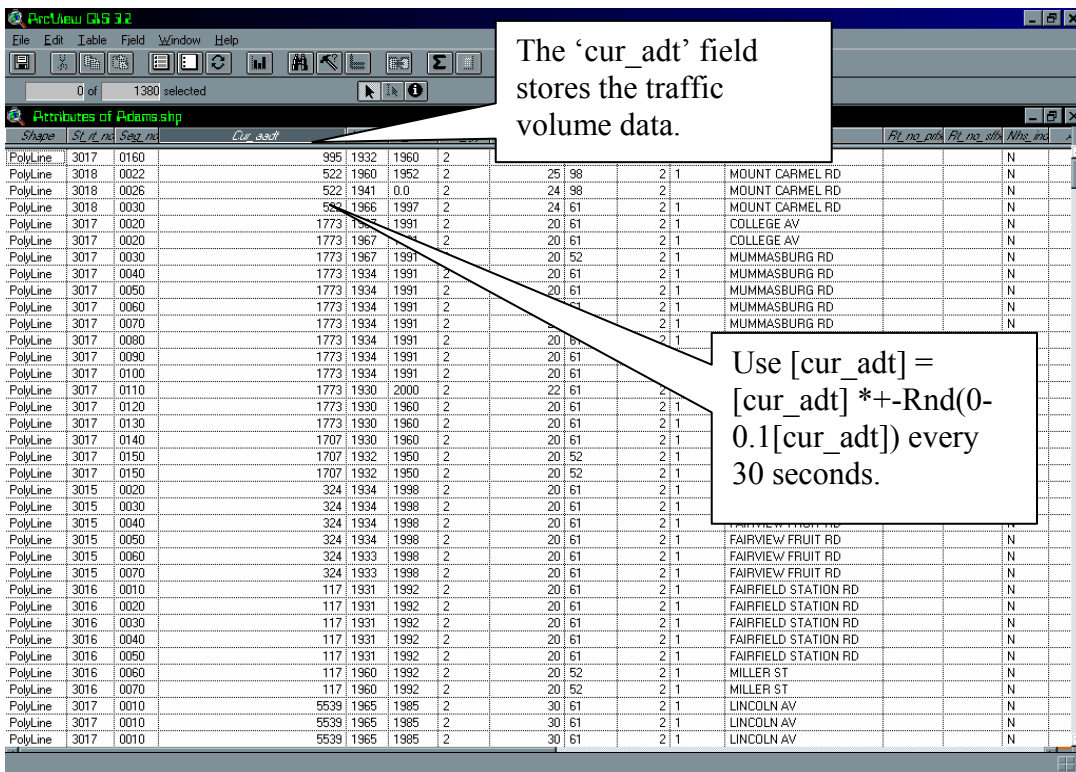 ArcView GIS 3.2
File Edit Table Field Window Help
0 of 1380 selected
The ‘cur_adt’ field
stores the traffic
volume data.
Attributes of Adams.shp
Shape St_rt_no Seg_no Cur_aadt Rt_no_prfx Rt_no_sffx Nhs_ind
PolyLine 3017 0160 995 1932 1960 2 N
PolyLine 3018 0022 522 1960 1952 2 25 98 2 1 MOUNT CARMEL RD N
PolyLine 3018 0026 522 1941 0.0 2 24 98 2 MOUNT CARMEL RD N
PolyLine 3018 0030 522 1966 1997 2 24 61 2 1 MOUNT CARMEL RD N
PolyLine 3017 0020 1773 1991 2 20 61 2 1 COLLEGE AV N
PolyLine 3017 0020 1773 1967 2 20 61 2 1 COLLEGE AV N
PolyLine 3017 0030 1773 1967 1991 20 52 2 1 MUMMASBURG RD N
PolyLine 3017 0040 1773 1934 1991 2 20 61 2 1 MUMMASBURG RD N
PolyLine 3017 0050 1773 1934 1991 2 20 61 2 1 MUMMASBURG RD N
PolyLine 3017 0060 1773 1934 1991 2 2 1 MUMMASBURG RD N
PolyLine 3017 0070 1773 1934 1991 2 2 1 MUMMASBURG RD N
PolyLine 3017 0080 1773 1934 1991 2 20 61 2 1
PolyLine 3017 0090 1773 1934 1991 2 20 61
PolyLine 3017 0100 1773 1934 1991 2 20 61
PolyLine 3017 0110 1773 1930 2000 2 22 61 2
PolyLine 3017 0120 1773 1930 1960 2 20 61 2 1
PolyLine 3017 0130 1773 1930 1960 2 20 61 2 1
PolyLine 3017 0140 1707 1930 1960 2 20 61 2 1
PolyLine 3017 0150 1707 1932 1950 2 20 52 2 1
PolyLine 3017 0150 1707 1932 1950 2 20 52 2 1
PolyLine 3015 0020 324 1934 1998 2 20 61 2 1
PolyLine 3015 0030 324 1934 1998 2 20 61 2 1
Use [cur_adt] =
[cur_adt] *+-Rnd(0-
0.1[cur_adt]) every
30 seconds.
PolyLine 3015 0040 324 1934 1998 2 20 61 2 1 FAIRVIEW FRUIT RD N
PolyLine 3015 0050 324 1934 1998 2 20 61 2 1 FAIRVIEW FRUIT RD N
PolyLine 3015 0060 324 1933 1998 2 20 61 2 1 FAIRVIEW FRUIT RD N
PolyLine 3015 0070 324 1933 1998 2 20 61 2 1 FAIRVIEW FRUIT RD N
PolyLine 3016 0010 117 1931 1992 2 20 61 2 1 FAIRFIELD STATION RD N
PolyLine 3016 0020 117 1931 1992 2 20 61 2 1 FAIRFIELD STATION RD N
PolyLine 3016 0030 117 1931 1992 2 20 61 2 1 FAIRFIELD STATION RD N
PolyLine 3016 0040 117 1931 1992 2 20 61 2 1 FAIRFIELD STATION RD N
PolyLine 3016 0050 117 1931 1992 2 20 61 2 1 FAIRFIELD STATION RD N
PolyLine 3016 0060 117 1960 1992 2 20 52 2 1 MILLER ST N
PolyLine 3016 0070 117 1960 1992 2 20 52 2 1 MILLER ST N
PolyLine 3017 0010 5539 1965 1985 2 30 61 2 1 LINCOLN AV N
PolyLine 3017 0010 5539 1965 1985 2 30 61 2 1 LINCOLN AV N
PolyLine 3017 0010 5539 1965 1985 2 30 61 2 1 LINCOLN AV N